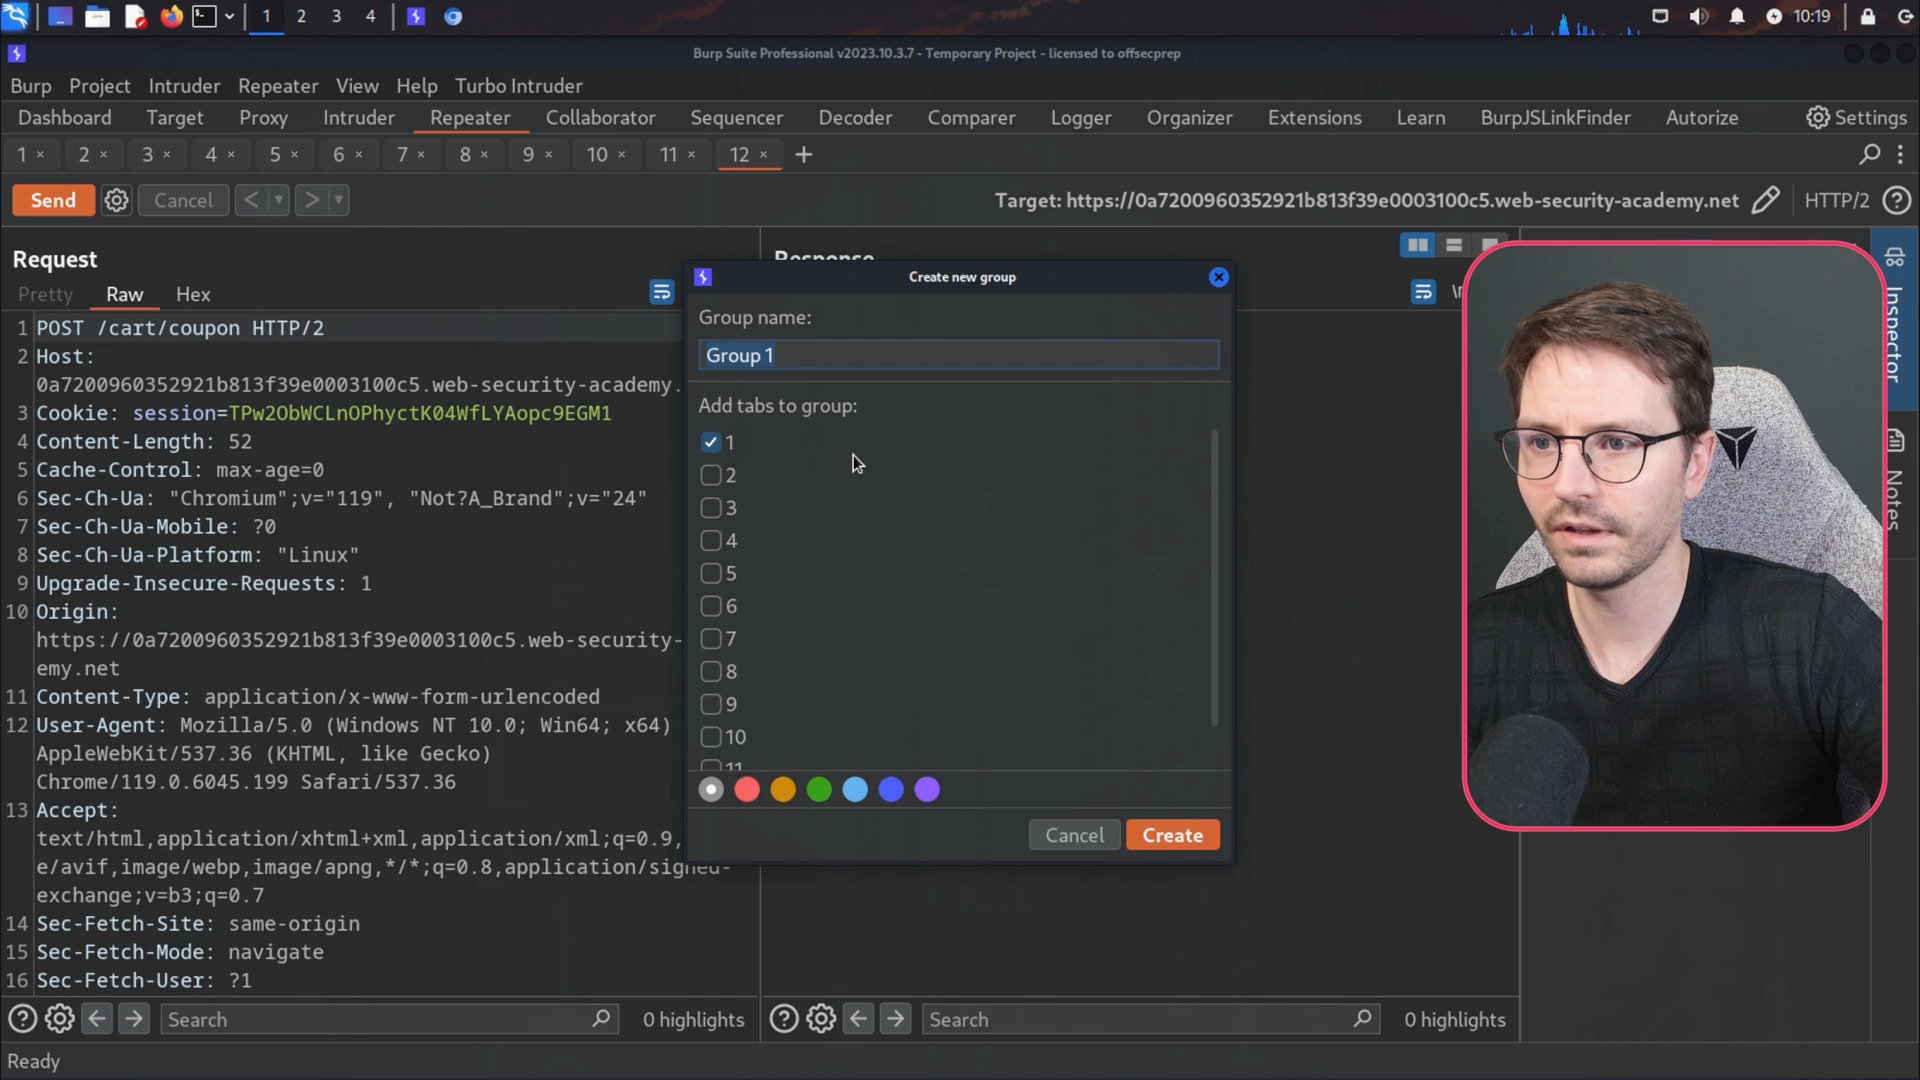 1 2 3 4
10:19
Burp Suite Professional v2023.10.3.7 - Temporary Project - licensed to offsecprep
Burp Project Intruder Repeater View Help Turbo Intruder
Dashboard Target Proxy Intruder Repeater Collaborator Sequencer Decoder Comparer Logger Organizer Extensions Learn BurpJSLinkFinder Autorize Settings
1 × 2 × 3 × 4 × 5 × 6 × 7 × 8 × 9 × 10 × 11 × 12 × +
Send Cancel < > Target: https://0a7200960352921b813f39e0003100c5.web-security-academy.net HTTP/2
Request
Pretty Raw Hex
1 POST /cart/coupon HTTP/2
2 Host:
0a7200960352921b813f39e0003100c5.web-security-academy.
3 Cookie: session=TPw2ObWCLnOPhyctK04WfLYAopc9EGM1
4 Content-Length: 52
5 Cache-Control: max-age=0
6 Sec-Ch-Ua: "Chromium";v="119", "Not?A_Brand";v="24"
7 Sec-Ch-Ua-Mobile: ?0
8 Sec-Ch-Ua-Platform: "Linux"
9 Upgrade-Insecure-Requests: 1
10 Origin:
https://0a7200960352921b813f39e0003100c5.web-security-
emy.net
11 Content-Type: application/x-www-form-urlencoded
12 User-Agent: Mozilla/5.0 (Windows NT 10.0; Win64; x64)
AppleWebKit/537.36 (KHTML, like Gecko)
Chrome/119.0.6045.199 Safari/537.36
13 Accept:
text/html,application/xhtml+xml,application/xml;q=0.9,
e/avif,image/webp,image/apng,*/*;q=0.8,application/signed-
exchange;v=b3;q=0.7
14 Sec-Fetch-Site: same-origin
15 Sec-Fetch-Mode: navigate
16 Sec-Fetch-User: ?1
Search 0 highlights
Ready
Response
Create new group
Group name:
Group 1
Add tabs to group:
1
2
3
4
5
6
7
8
9
10
11
Cancel Create
Search 0 highlights
Inspector
Notes